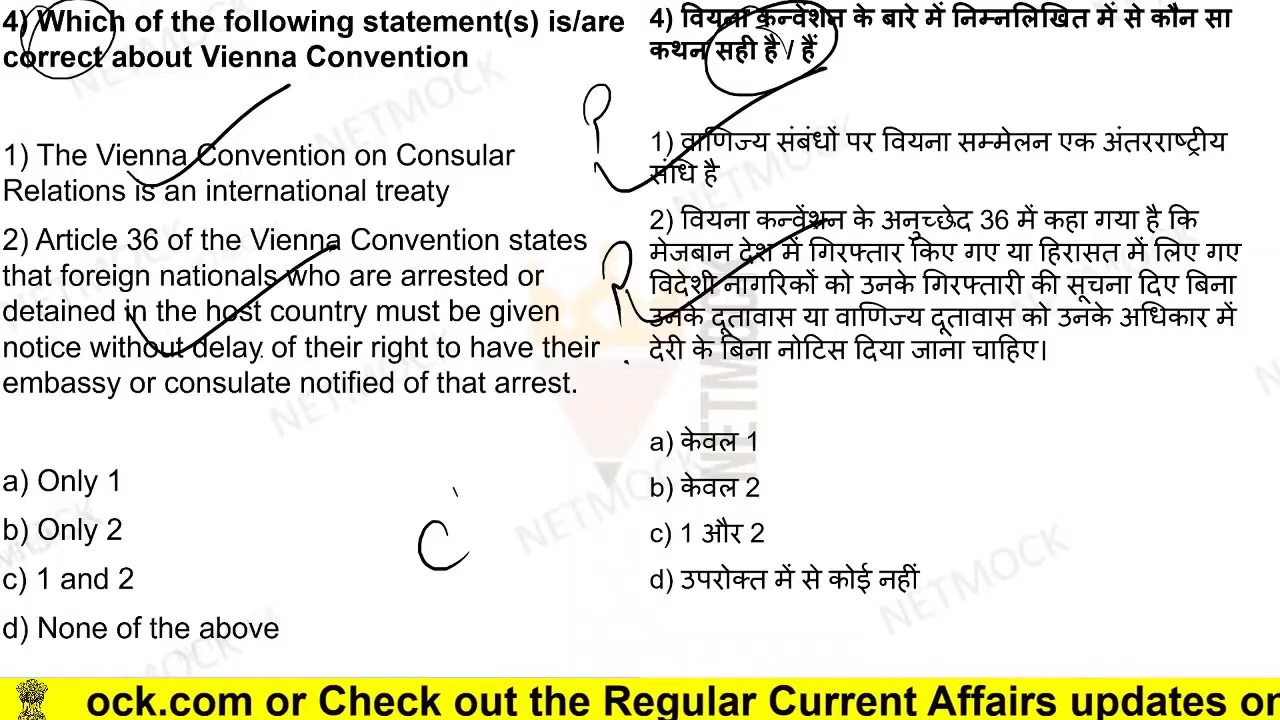 4) Which of the following statement(s) is/are
correct about Vienna Convention
1) The Vienna Convention on Consular
Relations is an international treaty
2) Article 36 of the Vienna Convention states
that foreign nationals who are arrested or
detained in the host country must be given
notice without delay of their right to have their
embassy or consulate notified of that arrest.
a) Only 1
b) Only 2
c) 1 and 2
d) None of the above
C
4) वियना कन्वेंशन के बारे में निम्नलिखित में से कौन सा
कथन सही है / हैं
1) वाणिज्य संबंधों पर वियना सम्मेलन एक अंतरराष्ट्रीय
संधि है
2) वियना कन्वेंशन के अनुच्छेद 36 में कहा गया है कि
मेजबान देश में गिरफ्तार किए गए या हिरासत में लिए गए
विदेशी नागरिकों को उनके गिरफ्तारी की सूचना दिए बिना
उनके दूतावास या वाणिज्य दूतावास को उनके अधिकार में
देरी के बिना नोटिस दिया जाना चाहिए।
a) केवल 1
b) केवल 2
c) 1 और 2
d) उपरोक्त में से कोई नहीं
NETMOCK
ock.com or Check out the Regular Current Affairs updates on